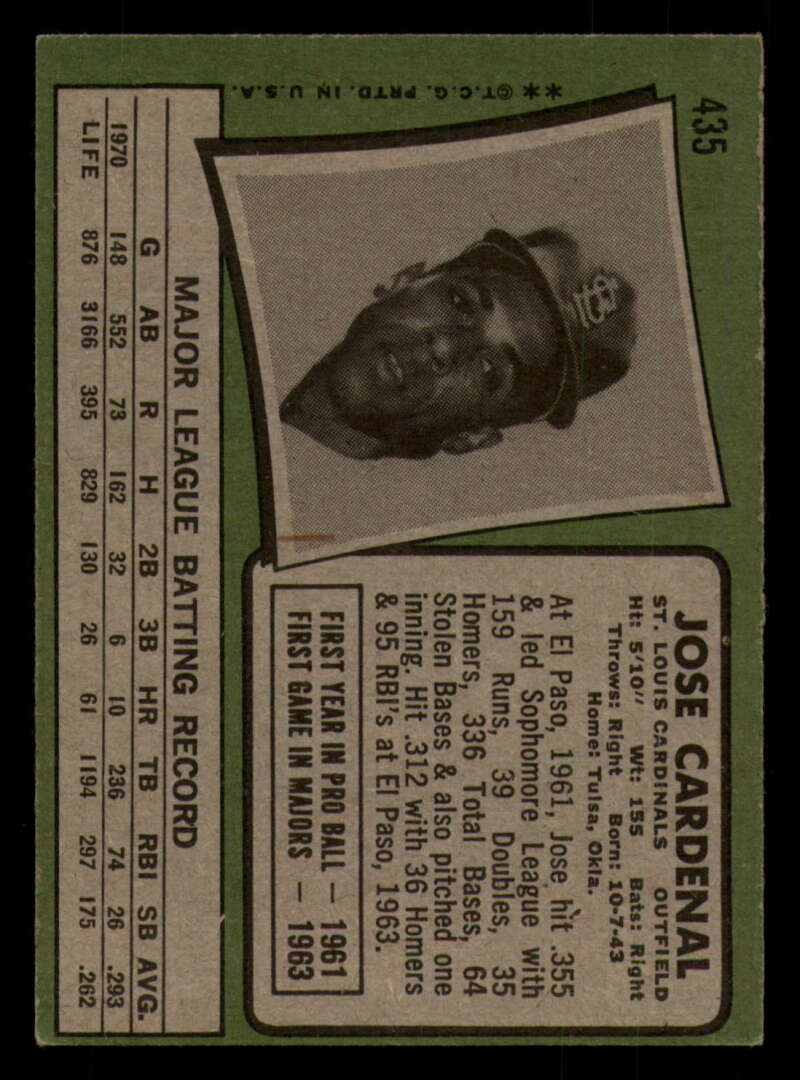 435
**©T.C.G. PRTD. IN U.S.A.
JOSE CARDENAL
ST. LOUIS CARDINALS OUTFIELD
Ht: 5'10" Wt: 155 Bats: Right
Throws: Right Born: 10-7-43
Home: Tulsa, Okla.
At El Paso, 1961, Jose hit .355
& led Sophomore League with
159 Runs, 39 Doubles, 35
Homers, 336 Total Bases, 64
Stolen Bases & also pitched one
inning. Hit .312 with 36 Homers
& 95 RBI's at El Paso, 1963.
FIRST YEAR IN PRO BALL — 1961
FIRST GAME IN MAJORS — 1963
MAJOR LEAGUE BATTING RECORD
G AB R H 2B 3B HR TB RBI SB AVG.
1970 148 552 73 162 32 6 10 236 74 26 .293
LIFE 876 3166 395 829 130 26 61 1194 297 175 .262